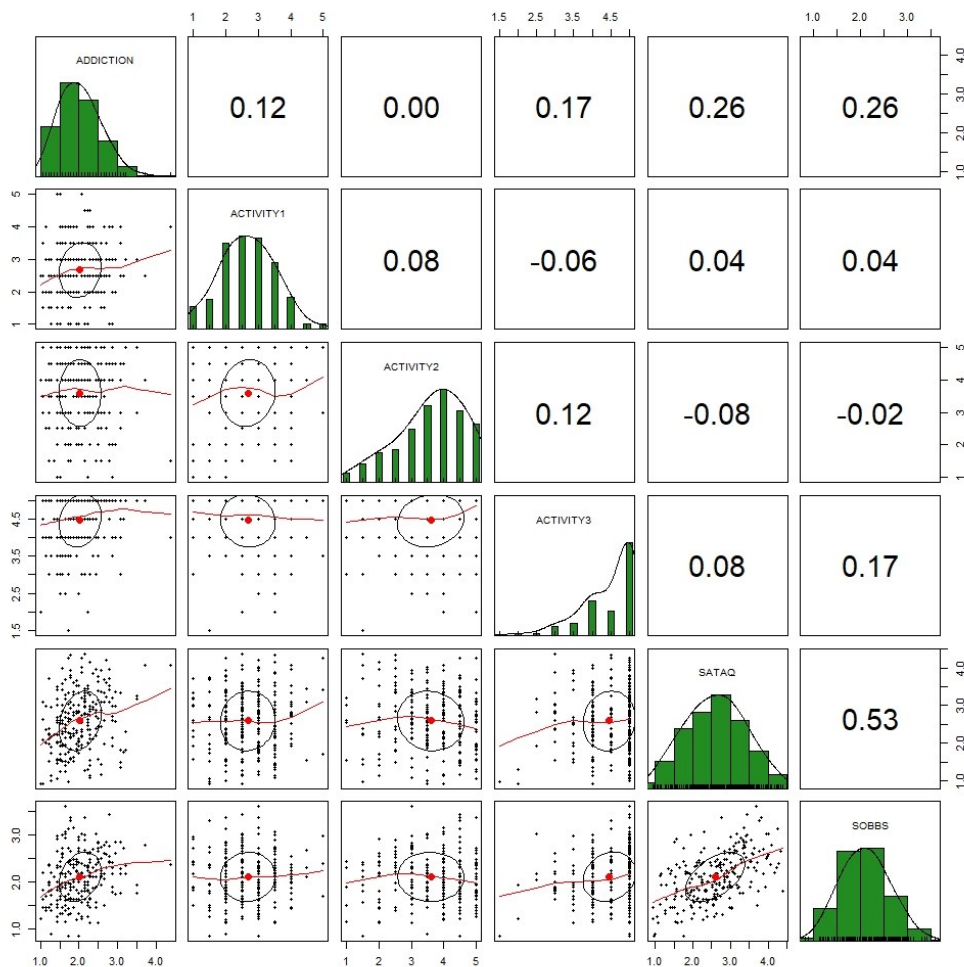 1 2 3 4 5 1.5 2.5 3.5 4.5 1.0 2.0 3.0
ADDICTION
0.12 0.00 0.17 0.26 0.26
1.0 2.0 3.0 4.0
ACTIVITY1
0.08 -0.06 0.04 0.04
1 2 3 4 5
ACTIVITY2
0.12 -0.08 -0.02
1 2 3 4 5
ACTIVITY3
0.08 0.17
1.5 2.5 3.5 4.5
SATAQ
0.53
1.0 2.0 3.0 4.0
SOBBS
1.0 2.0 3.0
1.0 2.0 3.0 4.0 1 2 3 4 5 1.0 2.0 3.0 4.0